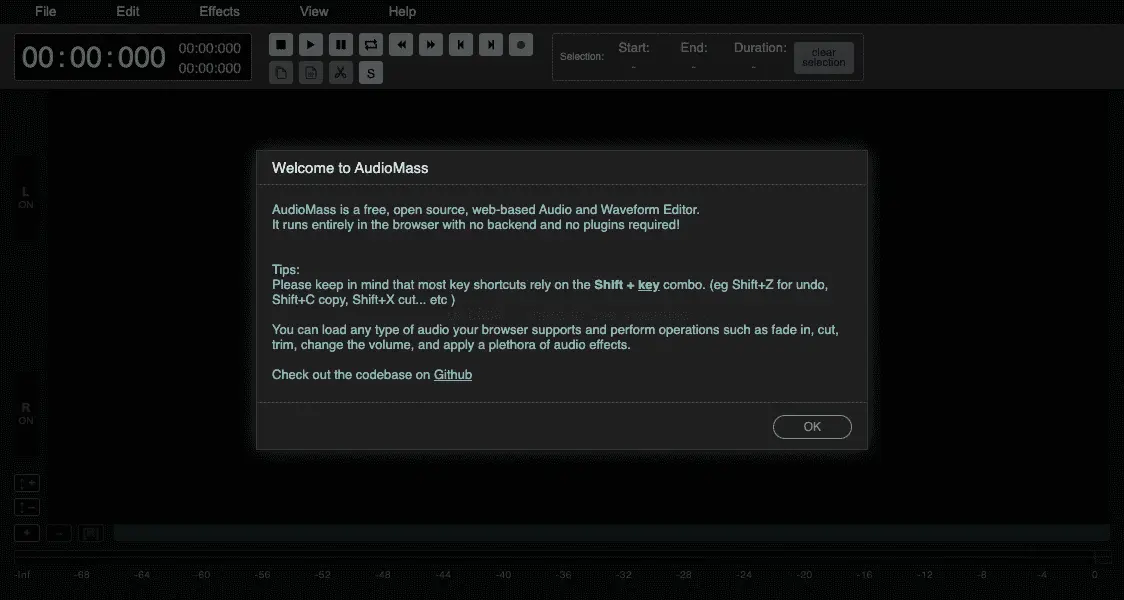 File Edit Effects View Help
00:00:000 00:00:000
00:00:000
Selection: Start: End: Duration: clear selection
- - -
S
Welcome to AudioMass
AudioMass is a free, open source, web-based Audio and Waveform Editor.
It runs entirely in the browser with no backend and no plugins required!
Tips:
Please keep in mind that most key shortcuts rely on the Shift + key combo. (eg Shift+Z for undo,
Shift+C copy, Shift+X cut... etc )
You can load any type of audio your browser supports and perform operations such as fade in, cut,
trim, change the volume, and apply a plethora of audio effects.
Check out the codebase on Github
OK
L
ON
R
ON
-Inf -68 -64 -60 -56 -52 -48 -44 -40 -36 -32 -28 -24 -20 -16 -12 -8 -4 0